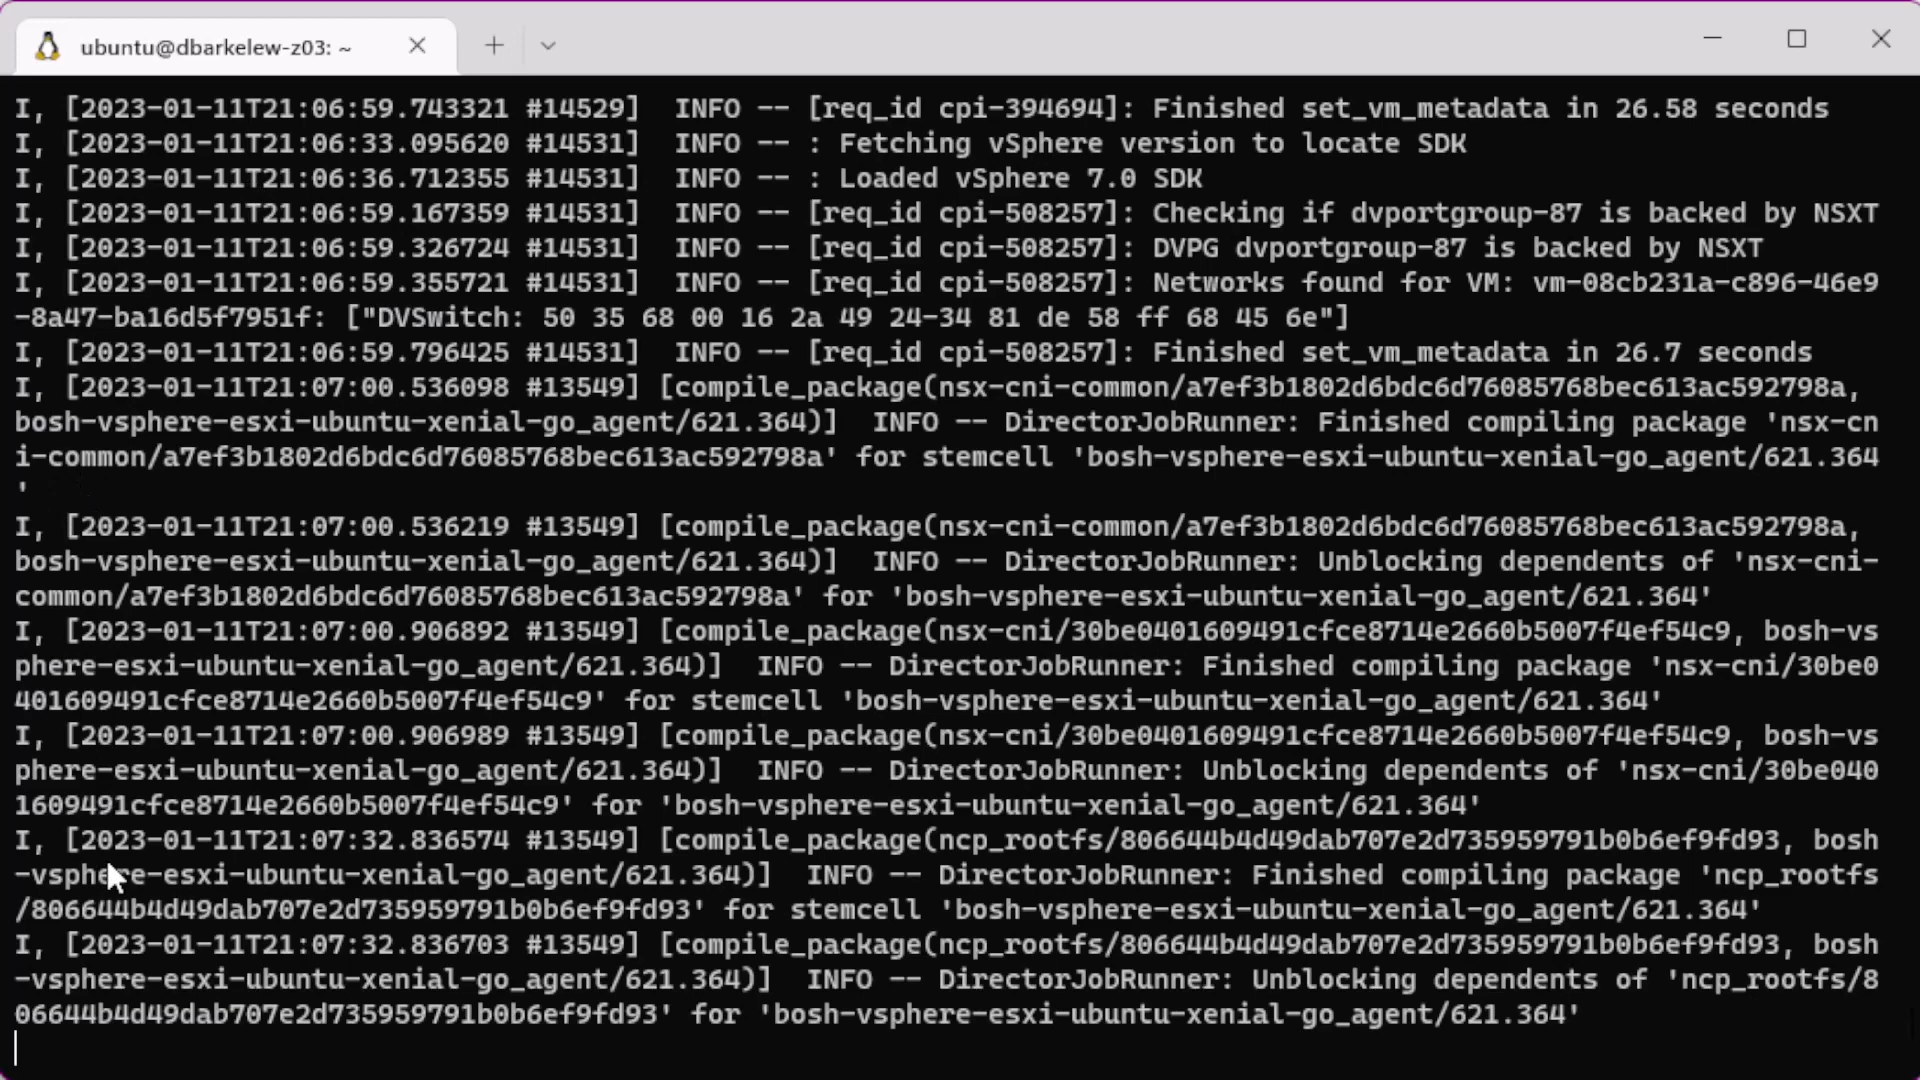 ubuntu@dbarkelew-z03: ~
I, [2023-01-11T21:06:59.743321 #14529]  INFO -- [req_id cpi-394694]: Finished set_vm_metadata in 26.58 seconds
I, [2023-01-11T21:06:33.095620 #14531]  INFO -- : Fetching vSphere version to locate SDK
I, [2023-01-11T21:06:36.712355 #14531]  INFO -- : Loaded vSphere 7.0 SDK
I, [2023-01-11T21:06:59.167359 #14531]  INFO -- [req_id cpi-508257]: Checking if dvportgroup-87 is backed by NSXT
I, [2023-01-11T21:06:59.326724 #14531]  INFO -- [req_id cpi-508257]: DVPG dvportgroup-87 is backed by NSXT
I, [2023-01-11T21:06:59.355721 #14531]  INFO -- [req_id cpi-508257]: Networks found for VM: vm-08cb231a-c896-46e9
-8a47-ba16d5f7951f: ["DVSwitch: 50 35 68 00 16 2a 49 24-34 81 de 58 ff 68 45 6e"]
I, [2023-01-11T21:06:59.796425 #14531]  INFO -- [req_id cpi-508257]: Finished set_vm_metadata in 26.7 seconds
I, [2023-01-11T21:07:00.536098 #13549] [compile_package(nsx-cni-common/a7ef3b1802d6bdc6d76085768bec613ac592798a,
bosh-vsphere-esxi-ubuntu-xenial-go_agent/621.364)]  INFO -- DirectorJobRunner: Finished compiling package 'nsx-cn
i-common/a7ef3b1802d6bdc6d76085768bec613ac592798a' for stemcell 'bosh-vsphere-esxi-ubuntu-xenial-go_agent/621.364
'
I, [2023-01-11T21:07:00.536219 #13549] [compile_package(nsx-cni-common/a7ef3b1802d6bdc6d76085768bec613ac592798a,
bosh-vsphere-esxi-ubuntu-xenial-go_agent/621.364)]  INFO -- DirectorJobRunner: Unblocking dependents of 'nsx-cni-
common/a7ef3b1802d6bdc6d76085768bec613ac592798a' for 'bosh-vsphere-esxi-ubuntu-xenial-go_agent/621.364'
I, [2023-01-11T21:07:00.906892 #13549] [compile_package(nsx-cni/30be0401609491cfce8714e2660b5007f4ef54c9, bosh-vs
phere-esxi-ubuntu-xenial-go_agent/621.364)]  INFO -- DirectorJobRunner: Finished compiling package 'nsx-cni/30be0
401609491cfce8714e2660b5007f4ef54c9' for stemcell 'bosh-vsphere-esxi-ubuntu-xenial-go_agent/621.364'
I, [2023-01-11T21:07:00.906989 #13549] [compile_package(nsx-cni/30be0401609491cfce8714e2660b5007f4ef54c9, bosh-vs
phere-esxi-ubuntu-xenial-go_agent/621.364)]  INFO -- DirectorJobRunner: Unblocking dependents of 'nsx-cni/30be040
1609491cfce8714e2660b5007f4ef54c9' for 'bosh-vsphere-esxi-ubuntu-xenial-go_agent/621.364'
I, [2023-01-11T21:07:32.836574 #13549] [compile_package(ncp_rootfs/806644b4d49dab707e2d735959791b0b6ef9fd93, bosh
-vsphere-esxi-ubuntu-xenial-go_agent/621.364)]  INFO -- DirectorJobRunner: Finished compiling package 'ncp_rootfs
/806644b4d49dab707e2d735959791b0b6ef9fd93' for stemcell 'bosh-vsphere-esxi-ubuntu-xenial-go_agent/621.364'
I, [2023-01-11T21:07:32.836703 #13549] [compile_package(ncp_rootfs/806644b4d49dab707e2d735959791b0b6ef9fd93, bosh
-vsphere-esxi-ubuntu-xenial-go_agent/621.364)]  INFO -- DirectorJobRunner: Unblocking dependents of 'ncp_rootfs/8
06644b4d49dab707e2d735959791b0b6ef9fd93' for 'bosh-vsphere-esxi-ubuntu-xenial-go_agent/621.364'